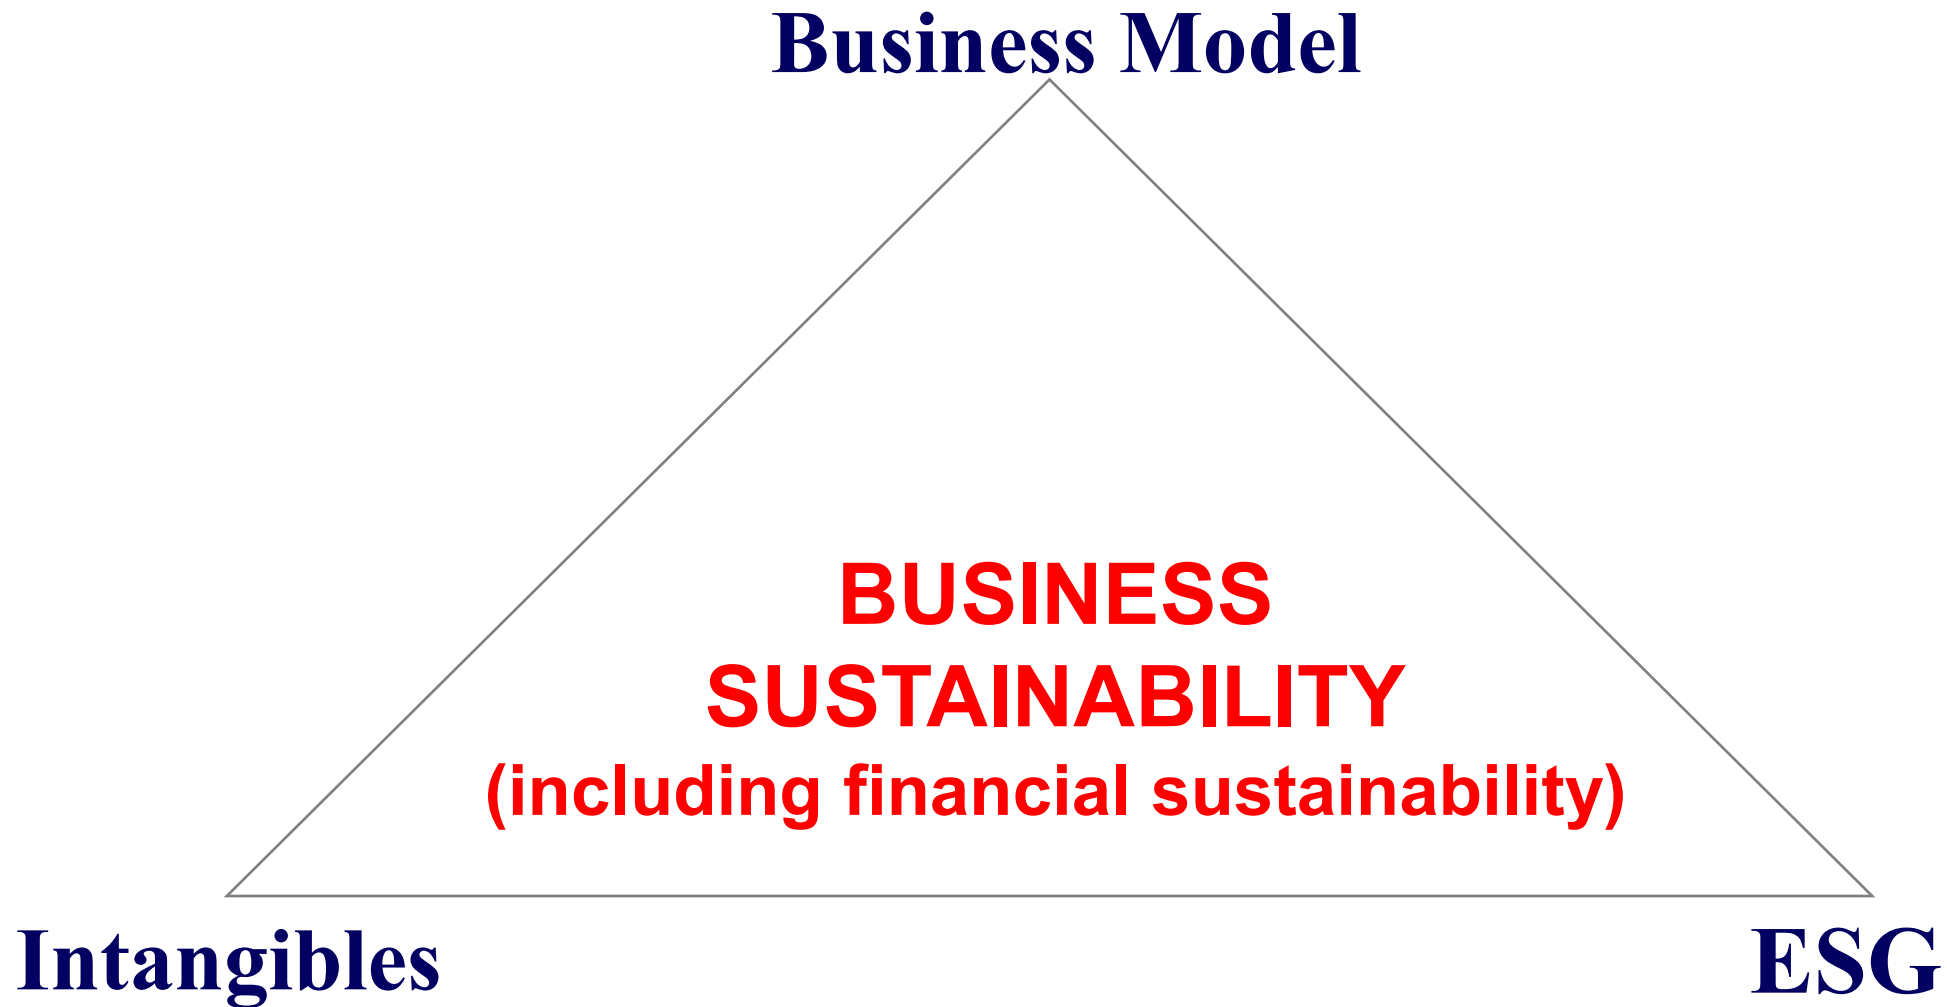 Business Model
BUSINESS
SUSTAINABILITY
(including financial sustainability)
Intangibles
ESG